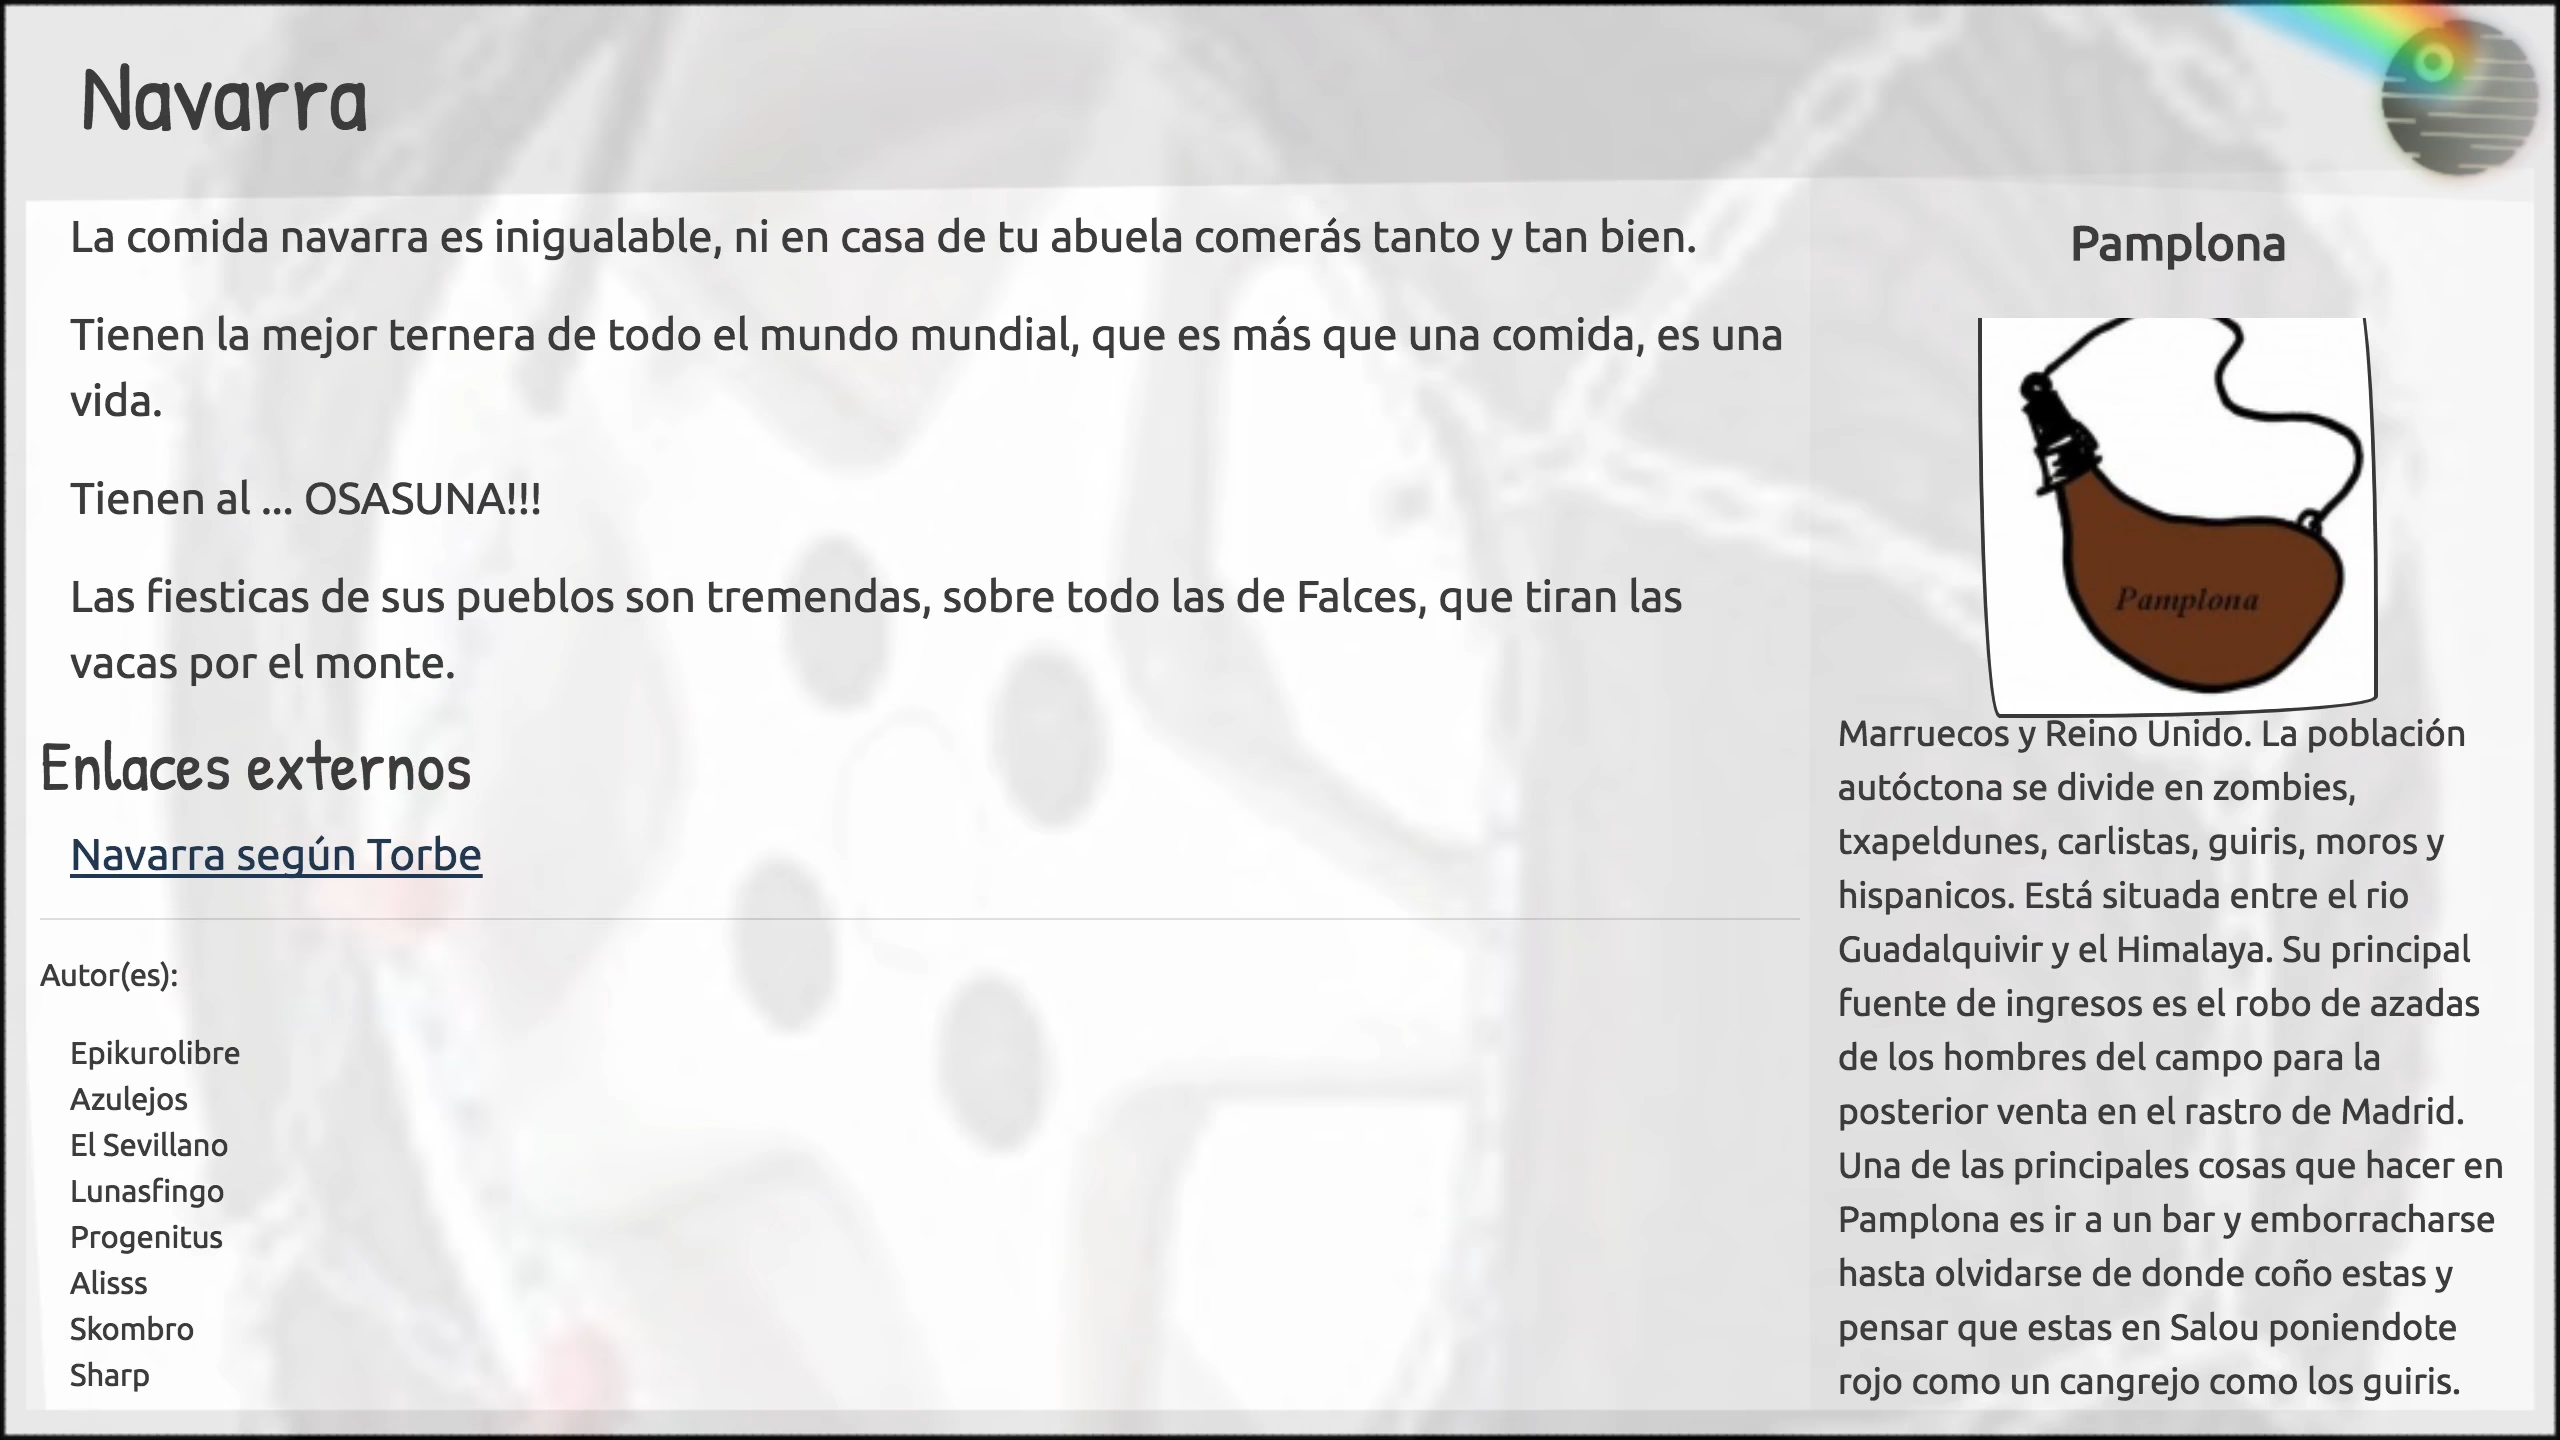 Navarra
La comida navarra es inigualable, ni en casa de tu abuela comerás tanto y tan bien.
Tienen la mejor ternera de todo el mundo mundial, que es más que una comida, es una
vida.
Tienen al ... OSASUNA!!!
Las fiesticas de sus pueblos son tremendas, sobre todo las de Falces, que tiran las
vacas por el monte.
Enlaces externos
Navarra según Torbe
Autor(es):
Epikurolibre
Azulejos
El Sevillano
Lunasfingo
Progenitus
Alisss
Skombro
Sharp
Pamplona
Pamplona
Marruecos y Reino Unido. La población
autóctona se divide en zombies,
txapeldunes, carlistas, guiris, moros y
hispanicos. Está situada entre el rio
Guadalquivir y el Himalaya. Su principal
fuente de ingresos es el robo de azadas
de los hombres del campo para la
posterior venta en el rastro de Madrid.
Una de las principales cosas que hacer en
Pamplona es ir a un bar y emborracharse
hasta olvidarse de donde coño estas y
pensar que estas en Salou poniendote
rojo como un cangrejo como los guiris.